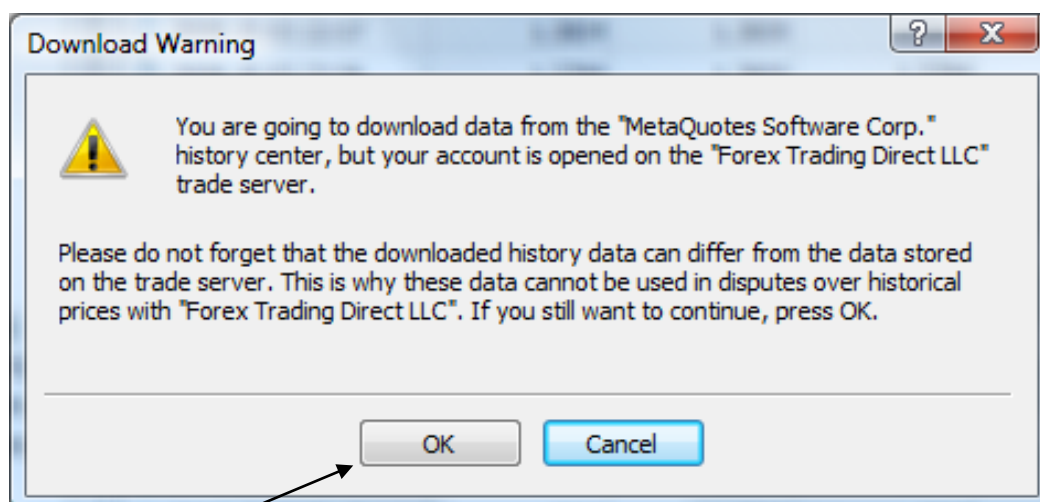 Download Warning
You are going to download data from the "MetaQuotes Software Corp."
history center, but your account is opened on the "Forex Trading Direct LLC"
trade server.
Please do not forget that the downloaded history data can differ from the data stored
on the trade server. This is why these data cannot be used in disputes over historical
prices with "Forex Trading Direct LLC". If you still want to continue, press OK.
OK Cancel